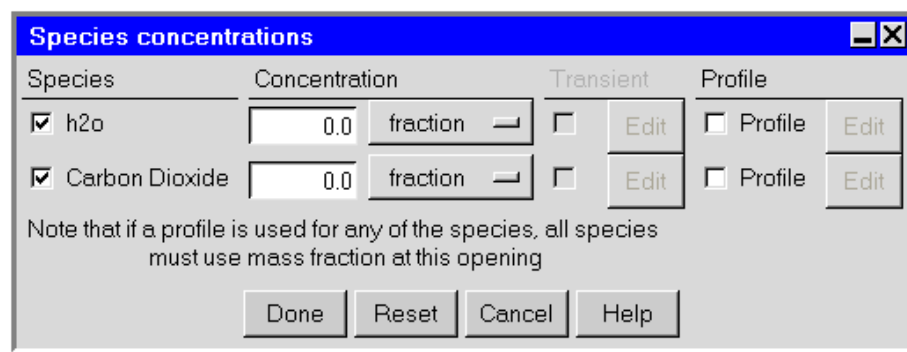 Species concentrations
Species Concentration Transient Profile
h2o 0.0 fraction Edit Profile Edit
Carbon Dioxide 0.0 fraction Edit Profile Edit
Note that if a profile is used for any of the species, all species
must use mass fraction at this opening
Done Reset Cancel Help